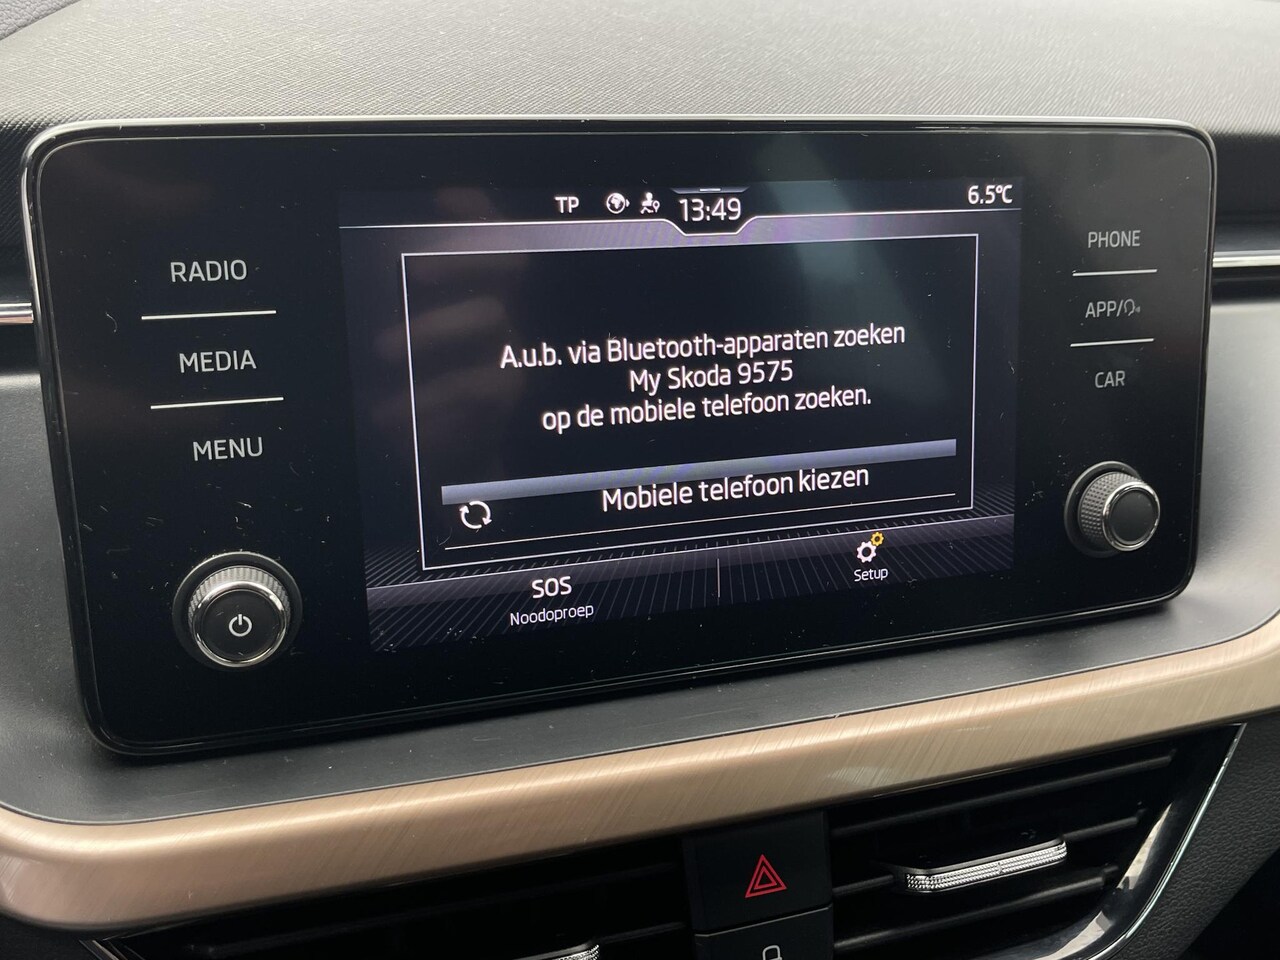 TP
13:49
6.5°C
RADIO
MEDIA
MENU
PHONE
APP/
CAR
A.u.b. via Bluetooth-apparaten zoeken
My Skoda 9575
op de mobiele telefoon zoeken.
Mobiele telefoon kiezen
SOS
Noodoproep
Setup